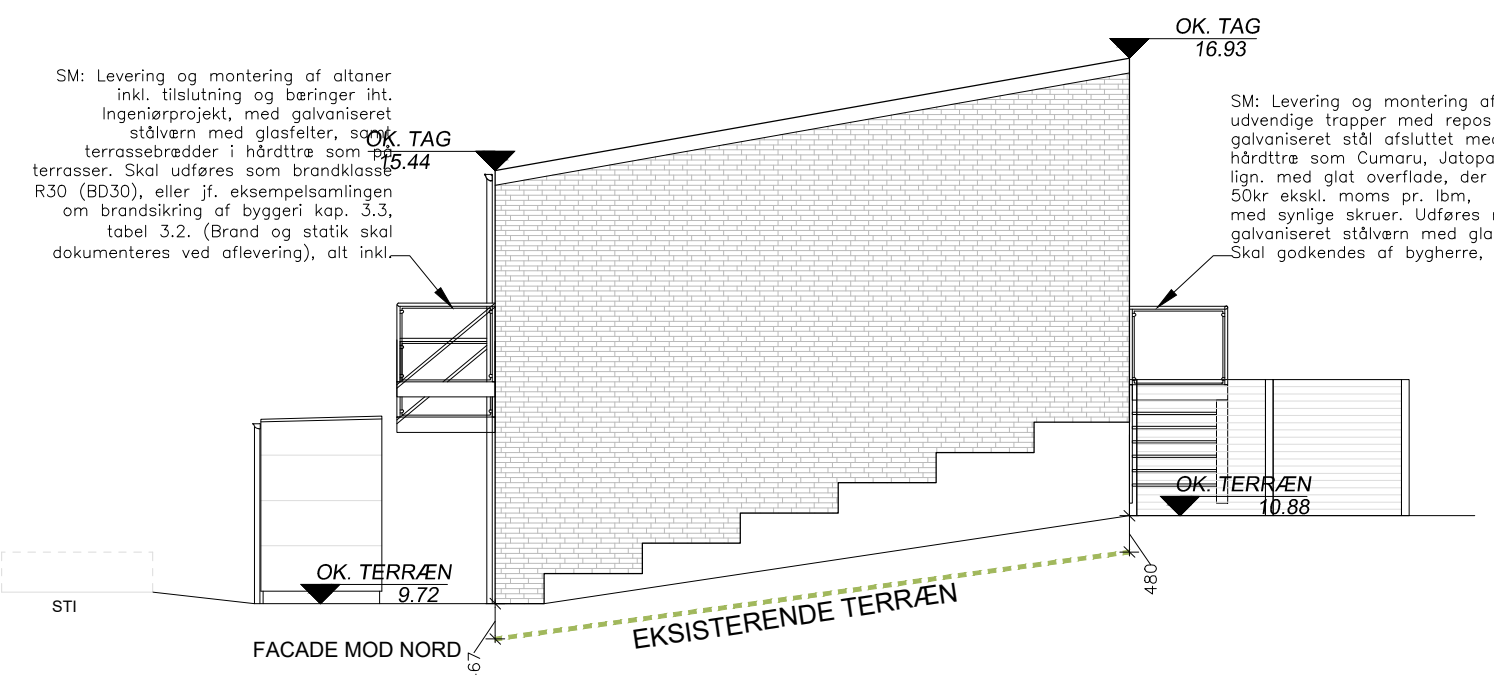 OK. TAG
16.93
SM: Levering og montering af altaner
inkl. tilslutning og bæringer iht.
Ingeniørprojekt, med galvaniseret
stålværn med glasfelter, samt
terrassebrædder i hårdttræ som på
terrasser. Skal udføres som brandklasse
R30 (BD30), eller jf. eksempelsamlingen
om brandsikring af byggeri kap. 3.3,
tabel 3.2. (Brand og statik skal
dokumenteres ved aflevering), alt inkl.
OK. TAG
15.44
SM: Levering og montering af
udvendige trapper med repos
galvaniseret stål afsluttet med
hårdttræ som Cumaru, Jatopa
lign. med glat overflade, der
50kr ekskl. moms pr. lbm,
med synlige skruer. Udføres
galvaniseret stålværn med
Skal godkendes af bygherre,
OK. TERRÆN
10.88
OK. TERRÆN
9.72
STI
480
EKSISTERENDE TERRÆN
FACADE MOD NORD
67